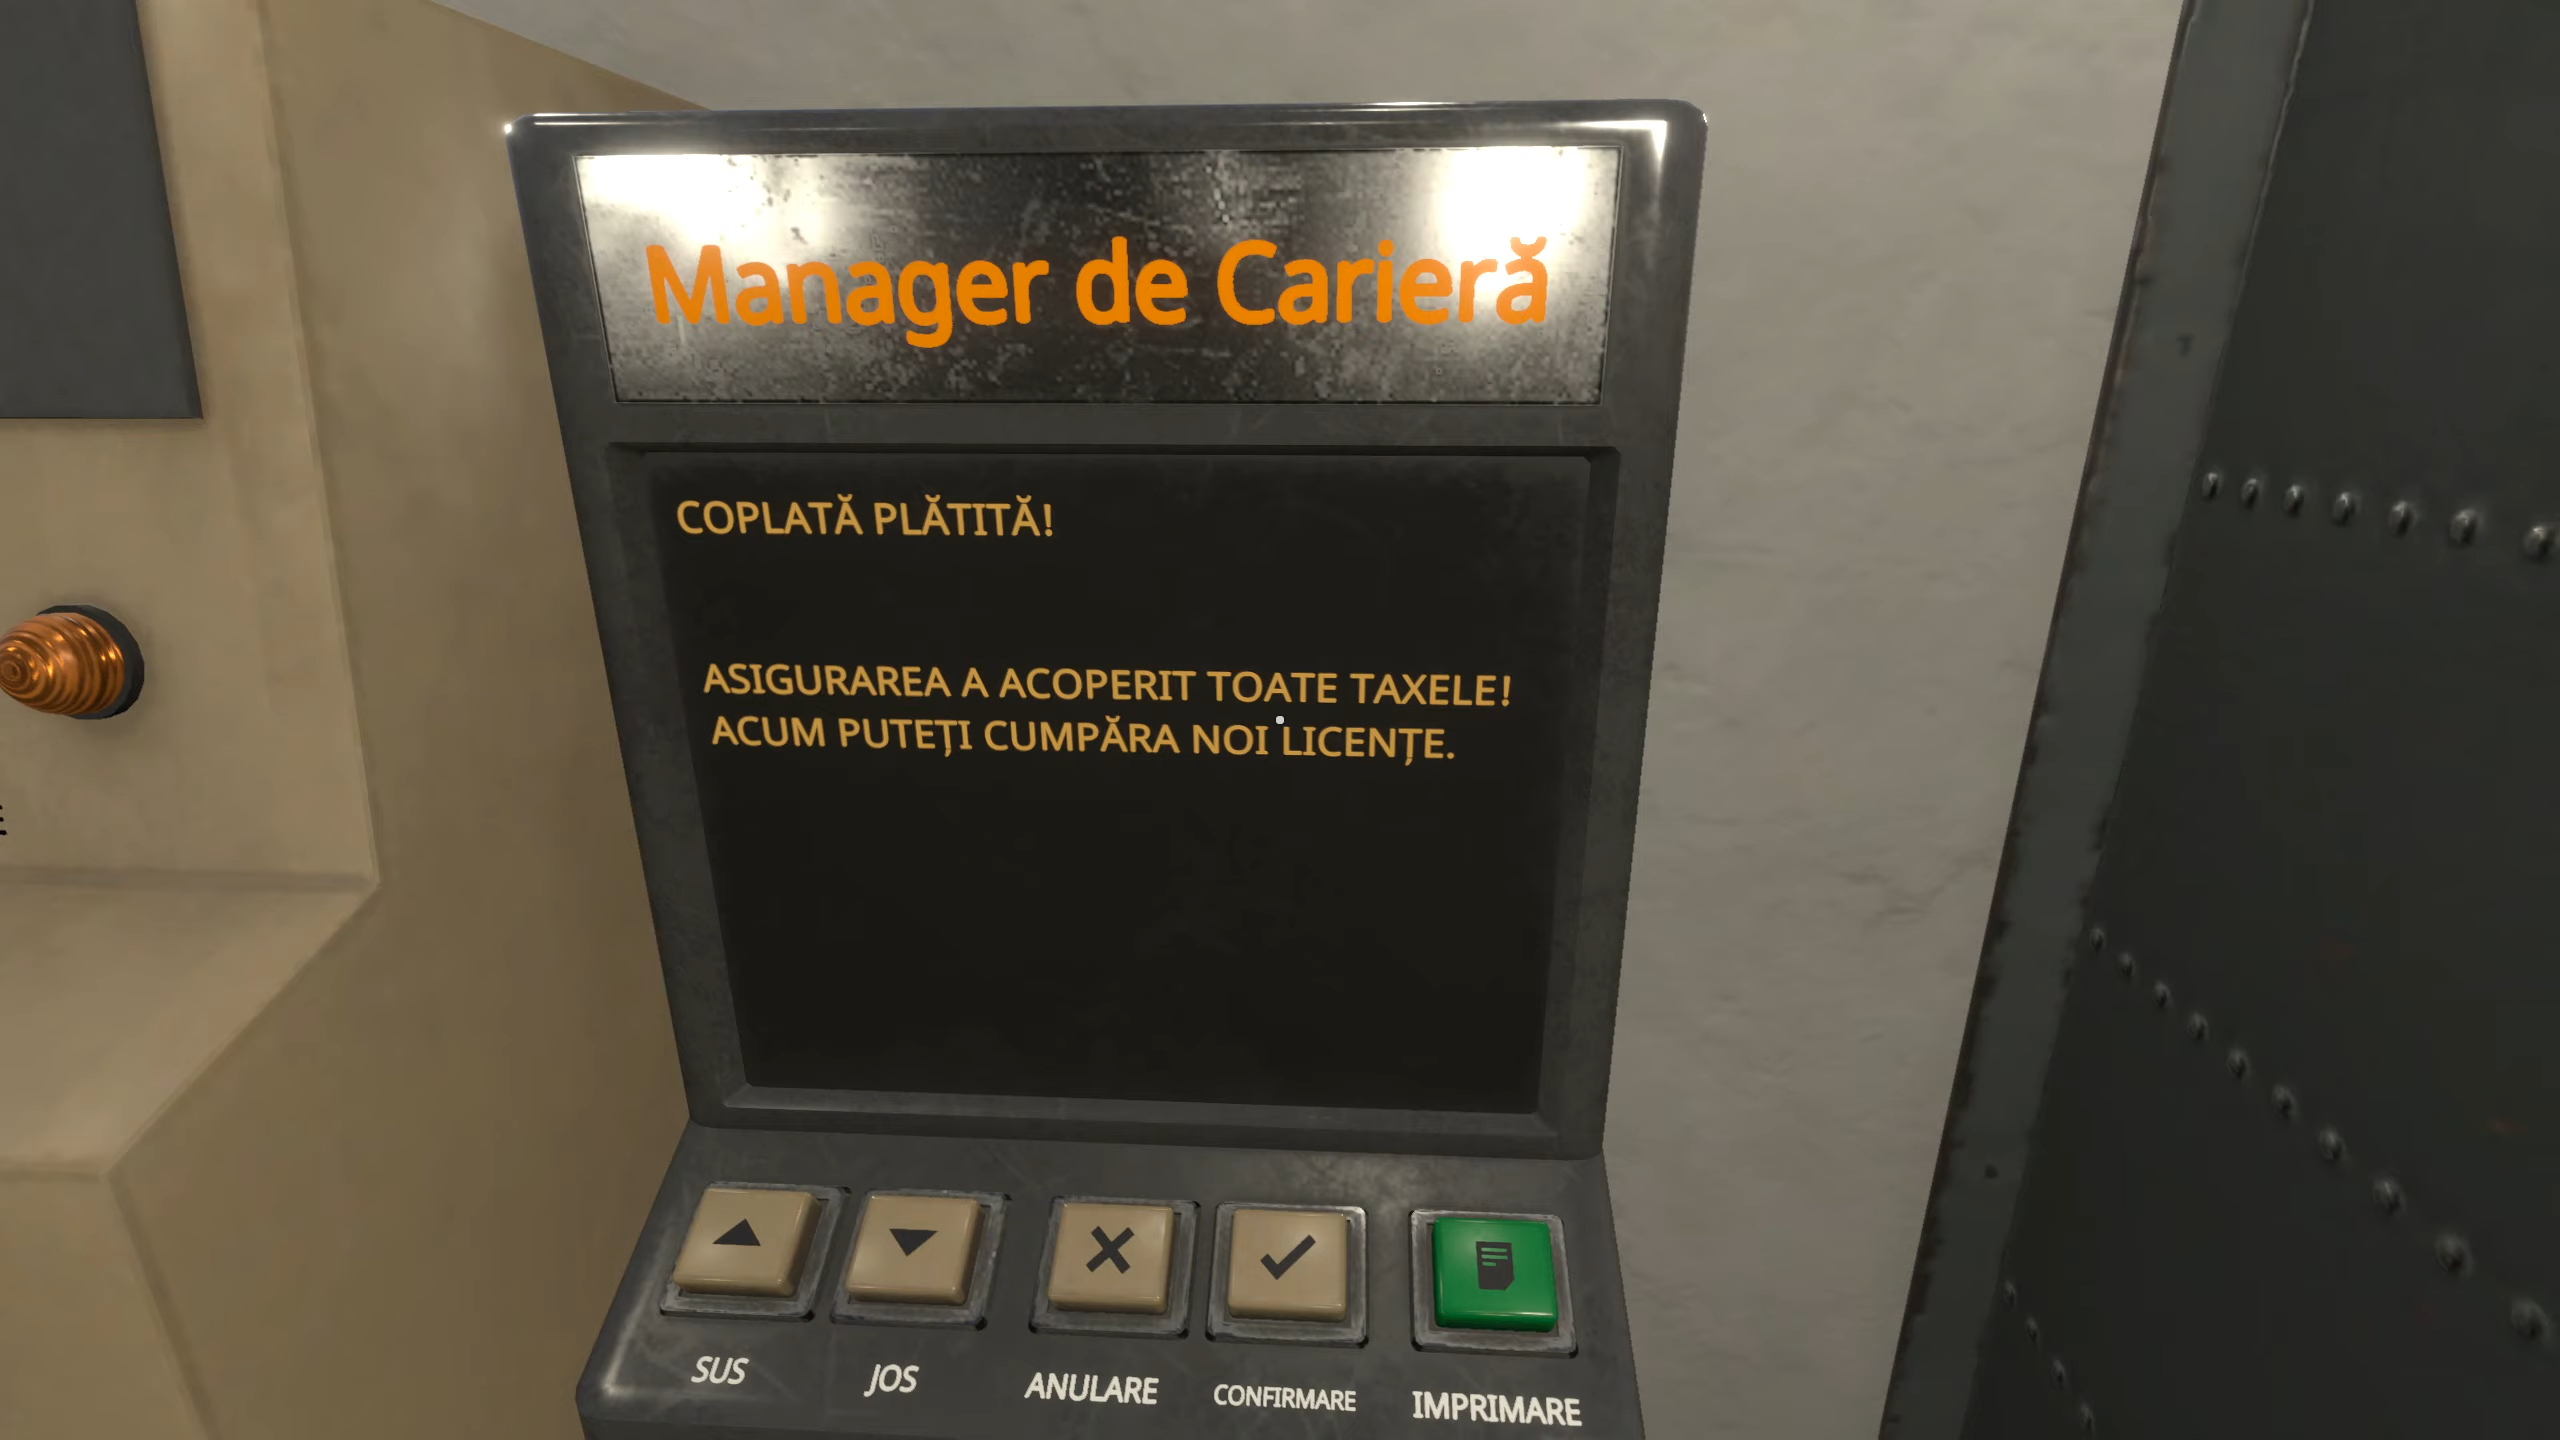 Manager de Carieră
COPLATĂ PLĂTITĂ!
ASIGURAREA A ACOPERIT TOATE TAXELE!
ACUM PUTEȚI CUMPĂRA NOI LICENȚE.
SUS
JOS
ANULARE
CONFIRMARE
IMPRIMARE